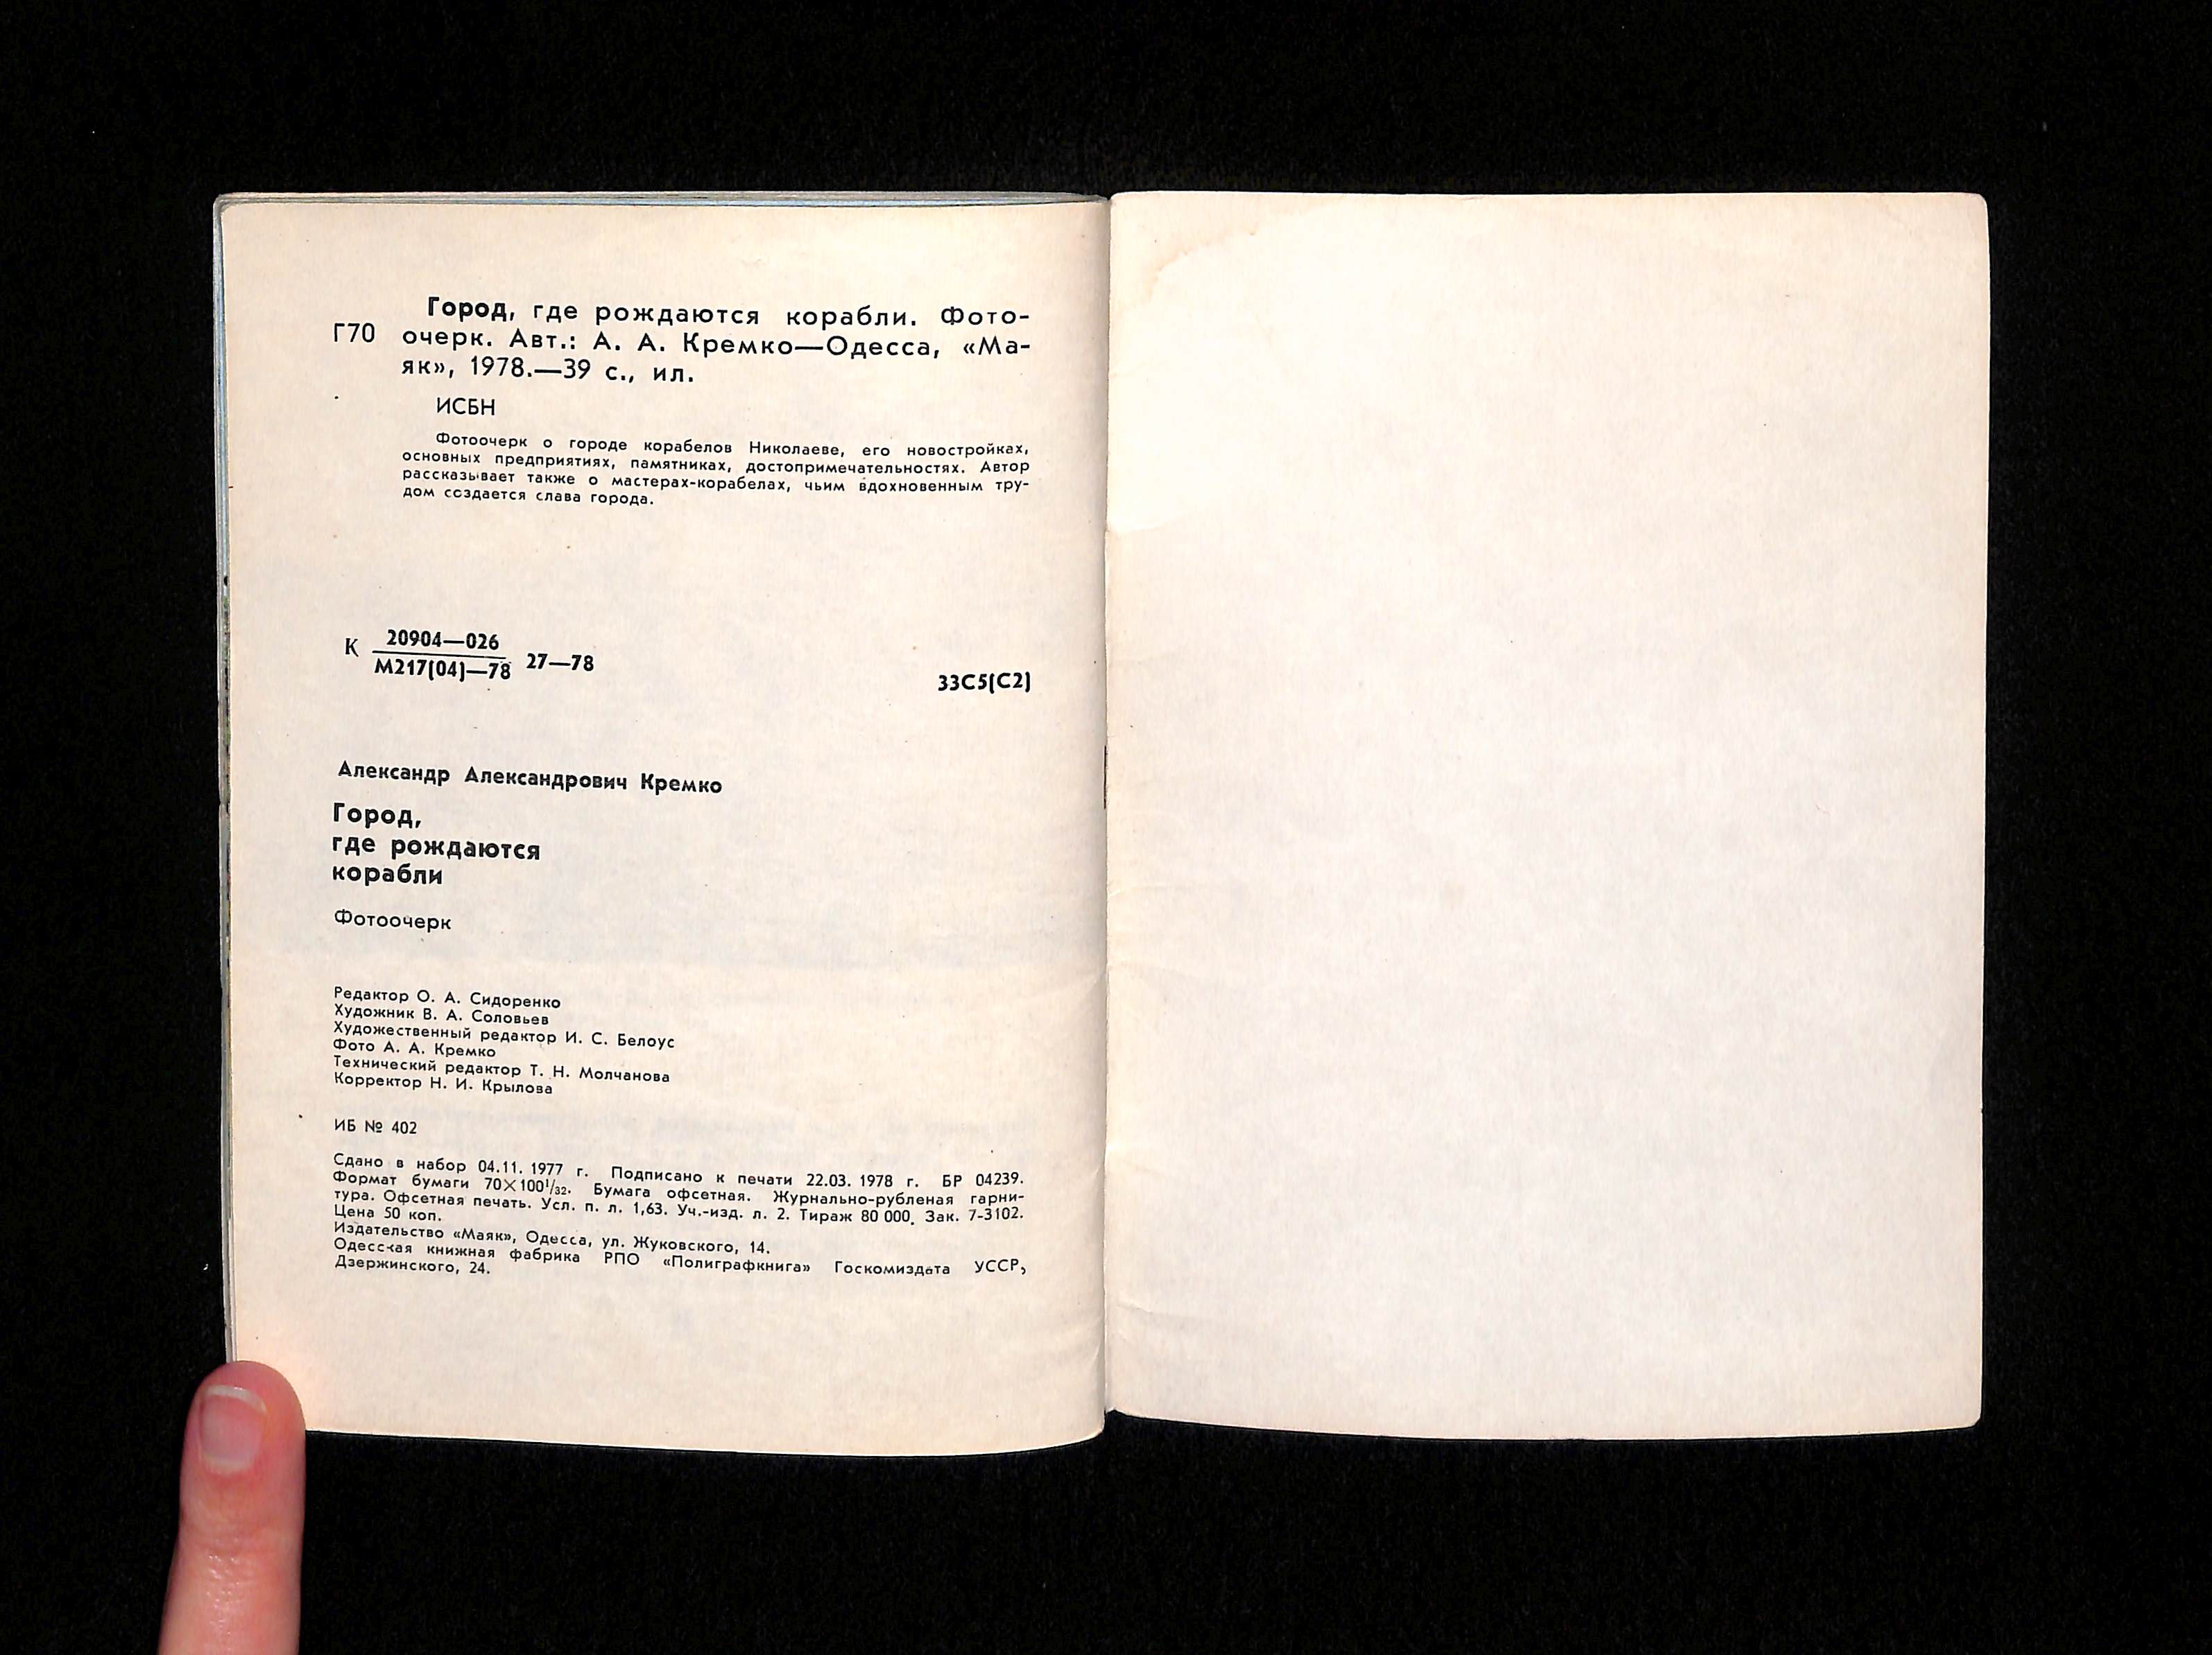 Город, где рождаются корабли. Фото-
Г70 очерк. Авт.: А. А. Кремко—Одесса, «Ма-
як», 1978.—39 с., ил.
ИСБН
Фотоочерк о городе корабелов Николаеве, его новостройках,
основных предприятиях, памятниках, достопримечательностях. Автор
рассказывает также о мастерах-корабелах, чьим вдохновенным тру-
дом создается слава города.
К 20904—026
М217(04)—78 27—78
33С5(С2)
Александр Александрович Кремко
Город,
где рождаются
корабли
Фотоочерк
Редактор О. А. Сидоренко
Художник В. А. Соловьев
Художественный редактор И. С. Белоус
Фото А. А. Кремко
Технический редактор Т. Н. Молчанова
Корректор Н. И. Крылова
ИБ № 402
Сдано в набор 04.11. 1977 г. Подписано к печати 22.03. 1978 г. БР 04239.
Формат бумаги 70×100¹/₃₂. Бумага офсетная. Журнально-рубленая гарни-
тура. Офсетная печать. Усл. п. л. 1,63. Уч.-изд. л. 2. Тираж 80 000. Зак. 7-3102.
Цена 50 коп.
Издательство «Маяк», Одесса, ул. Жуковского, 14.
Одесская книжная фабрика РПО «Полиграфкнига» Госкомиздата УССР,
Дзержинского, 24.